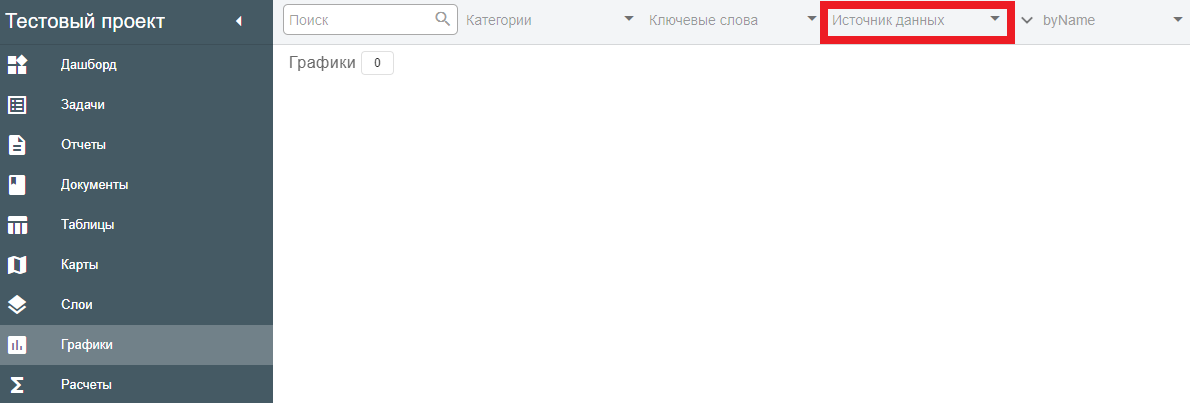 Тестовый проект
Дашборд
Задачи
Отчеты
Документы
Таблицы
Карты
Слои
Графики
Расчеты
Поиск
Категории
Ключевые слова
Источник данных
byName
Графики 0